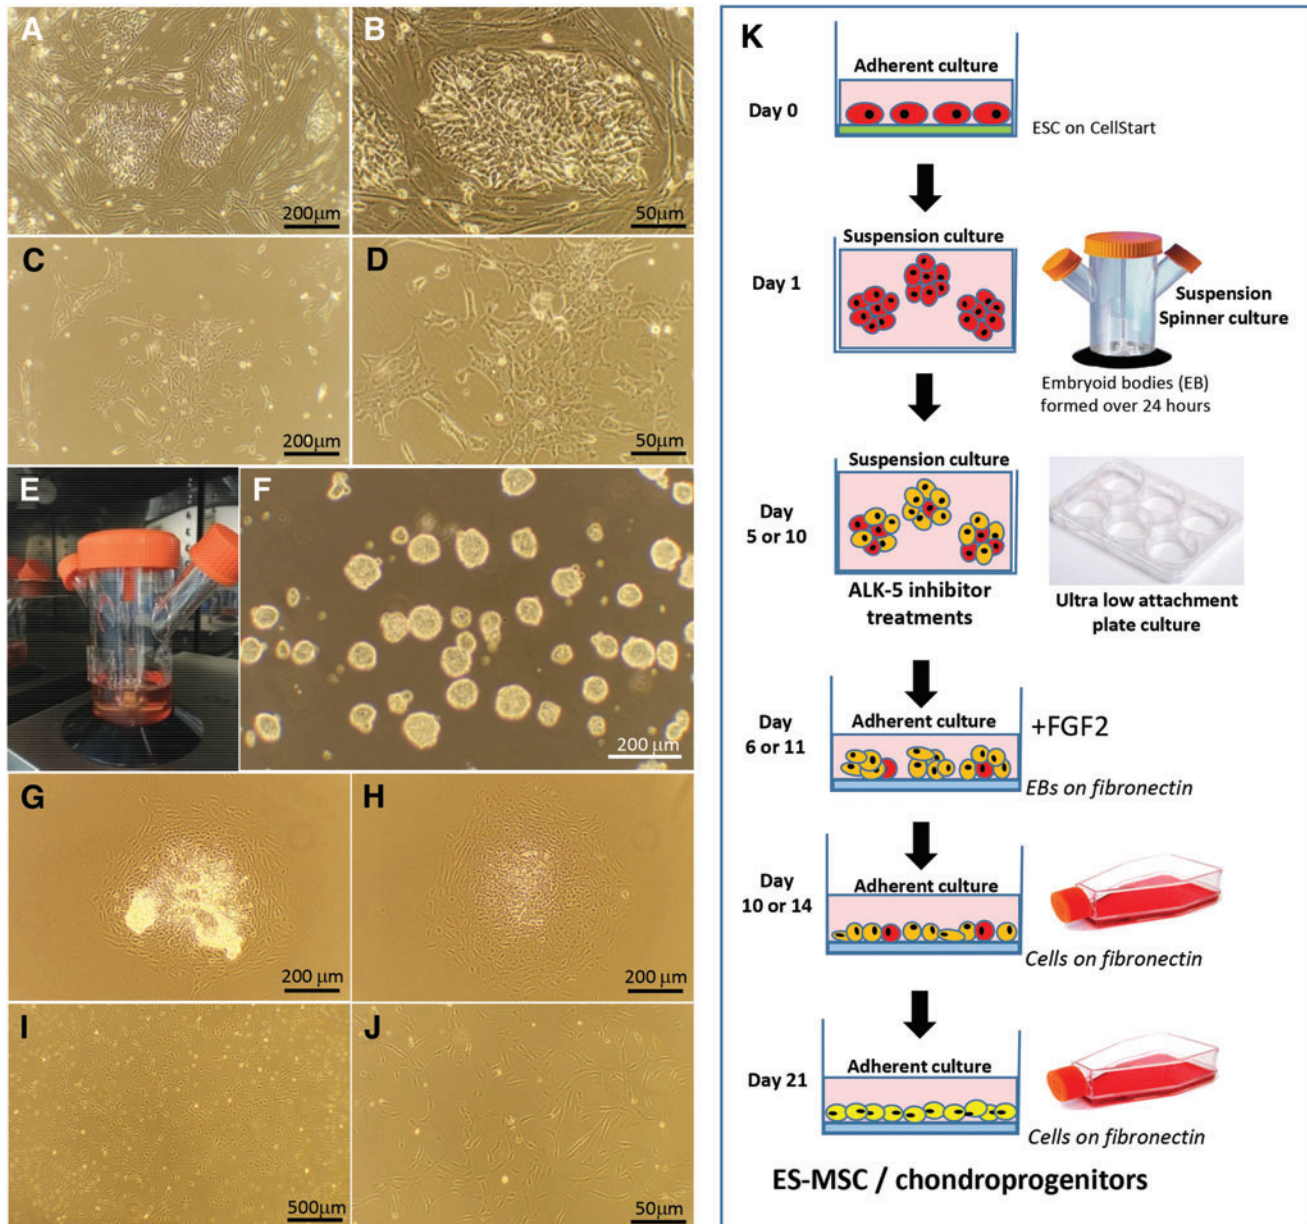 A
200μm
B
50μm
C
200μm
D
50μm
E
F
200 μm
G
200 μm
H
200 μm
I
500μm
J
50μm
K
Adherent culture
Day 0
ESC on CellStart
Suspension culture
Day 1
Suspension
Spinner culture
Embryoid bodies (EB)
formed over 24 hours
Suspension culture
Day
5 or 10
ALK-5 inhibitor
treatments
Ultra low attachment
plate culture
Day
6 or 11
Adherent culture
+FGF2
EBs on fibronectin
Day
10 or 14
Adherent culture
Cells on fibronectin
Day 21
Adherent culture
Cells on fibronectin
ES-MSC / chondroprogenitors